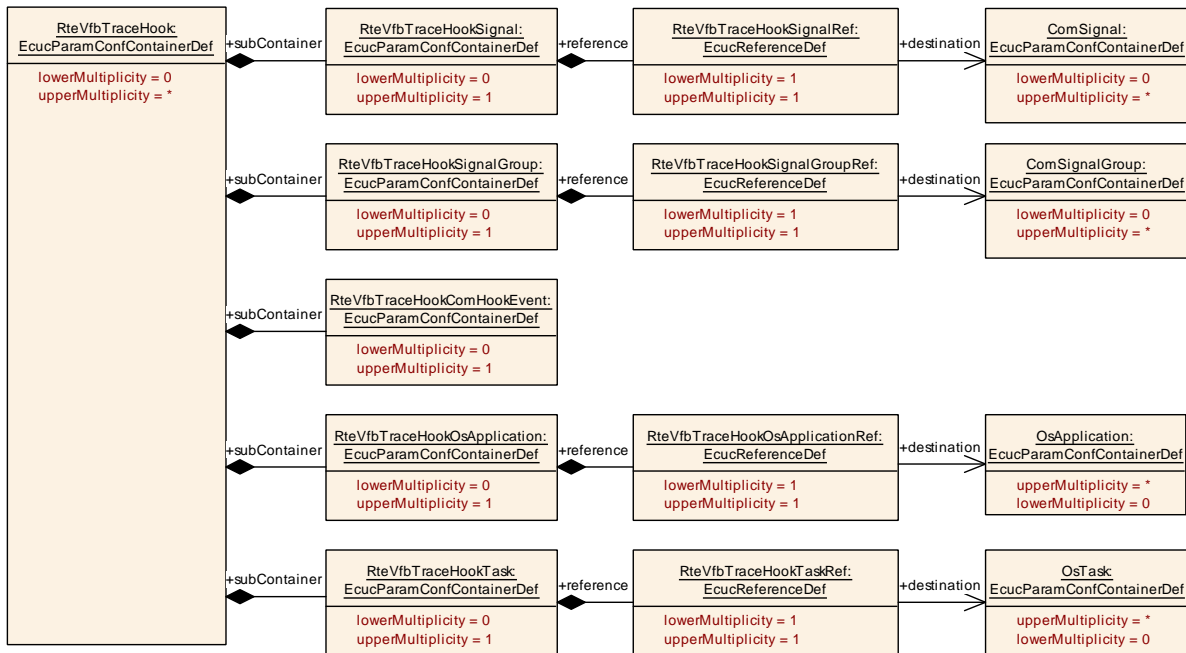 RteVfbTraceHook:
EcucParamConfContainerDef
lowerMultiplicity = 0
upperMultiplicity = *
+subContainer
RteVfbTraceHookSignal:
EcucParamConfContainerDef
lowerMultiplicity = 0
upperMultiplicity = 1
+reference
RteVfbTraceHookSignalRef:
EcucReferenceDef
lowerMultiplicity = 1
upperMultiplicity = 1
+destination
ComSignal:
EcucParamConfContainerDef
lowerMultiplicity = 0
upperMultiplicity = *
+subContainer
RteVfbTraceHookSignalGroup:
EcucParamConfContainerDef
lowerMultiplicity = 0
upperMultiplicity = 1
+reference
RteVfbTraceHookSignalGroupRef:
EcucReferenceDef
lowerMultiplicity = 1
upperMultiplicity = 1
+destination
ComSignalGroup:
EcucParamConfContainerDef
lowerMultiplicity = 0
upperMultiplicity = *
+subContainer
RteVfbTraceHookComHookEvent:
EcucParamConfContainerDef
lowerMultiplicity = 0
upperMultiplicity = 1
+subContainer
RteVfbTraceHookOsApplication:
EcucParamConfContainerDef
lowerMultiplicity = 0
upperMultiplicity = 1
+reference
RteVfbTraceHookOsApplicationRef:
EcucReferenceDef
lowerMultiplicity = 1
upperMultiplicity = 1
+destination
OsApplication:
EcucParamConfContainerDef
upperMultiplicity = *
lowerMultiplicity = 0
+subContainer
RteVfbTraceHookTask:
EcucParamConfContainerDef
lowerMultiplicity = 0
upperMultiplicity = 1
+reference
RteVfbTraceHookTaskRef:
EcucReferenceDef
lowerMultiplicity = 1
upperMultiplicity = 1
+destination
OsTask:
EcucParamConfContainerDef
upperMultiplicity = *
lowerMultiplicity = 0